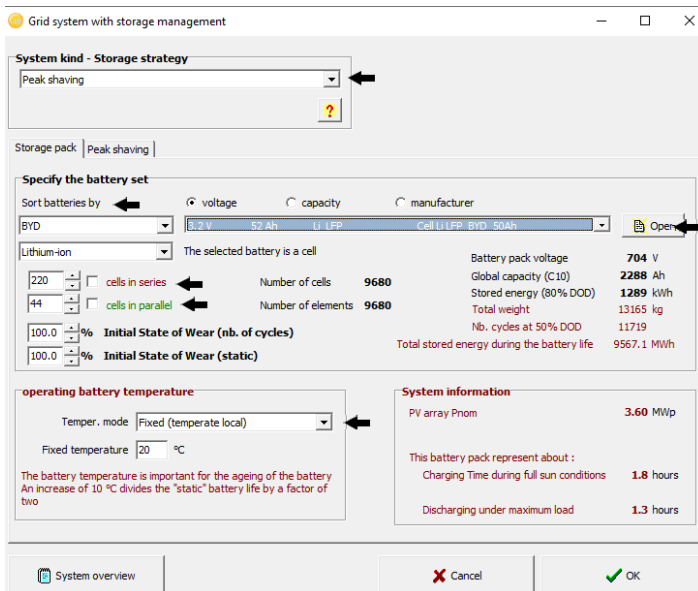 Grid system with storage management
System kind - Storage strategy
Peak shaving
?
Storage pack Peak shaving
Specify the battery set
Sort batteries by voltage capacity manufacturer
BYD 3.2 V 52 Ah Li LFP Cell Li LFP BYD 50Ah Open
Lithium-ion The selected battery is a cell
220 cells in series Number of cells 9680
44 cells in parallel Number of elements 9680
100.0 % Initial State of Wear (nb. of cycles)
100.0 % Initial State of Wear (static)
Battery pack voltage 704 V
Global capacity (C10) 2288 Ah
Stored energy (80% DOD) 1289 kWh
Total weight 13165 kg
Nb. cycles at 50% DOD 11719
Total stored energy during the battery life 9567.1 MWh
operating battery temperature
Temper. mode Fixed (temperate local)
Fixed temperature 20 ºC
The battery temperature is important for the ageing of the battery
An increase of 10 ºC divides the "static" battery life by a factor of
two
System information
PV array Pnom 3.60 MWp
This battery pack represent about :
Charging Time during full sun conditions 1.8 hours
Discharging under maximum load 1.3 hours
System overview Cancel OK